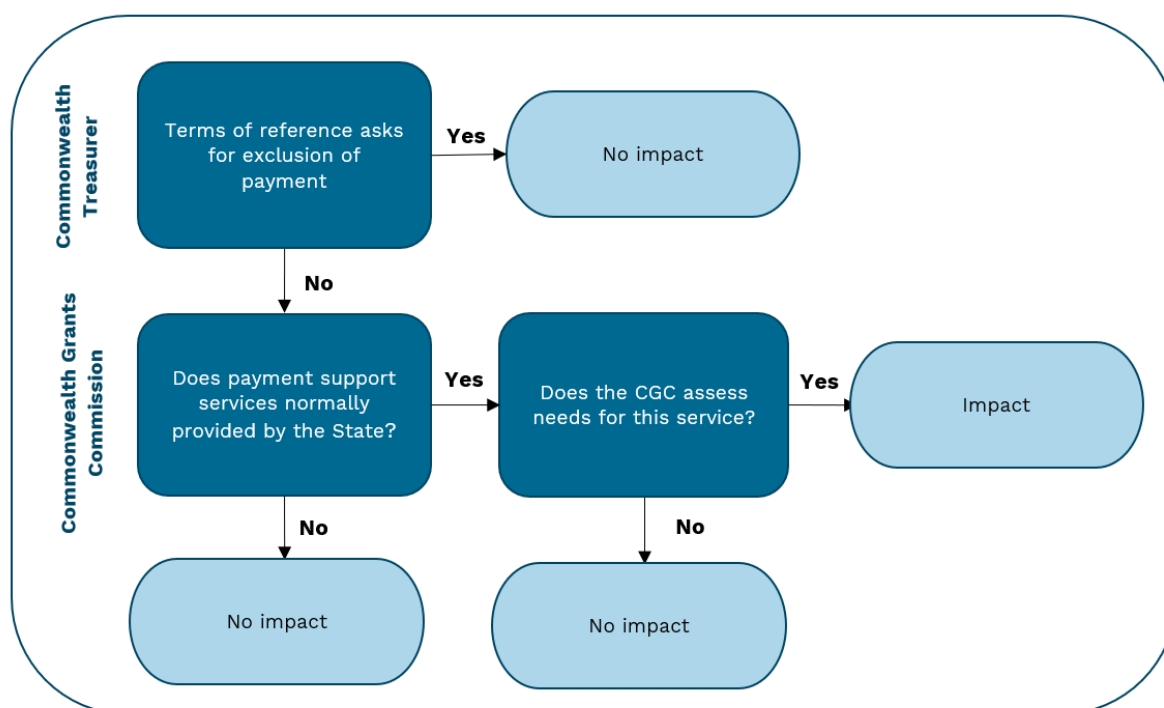 Commonwealth
Treasurer
Terms of reference asks
for exclusion of
payment
Yes
No impact
No
Commonwealth Grants
Commission
Does payment support
services normally
provided by the State?
Yes
Does the CGC assess
needs for this service?
Yes
Impact
No
No
No impact
No impact